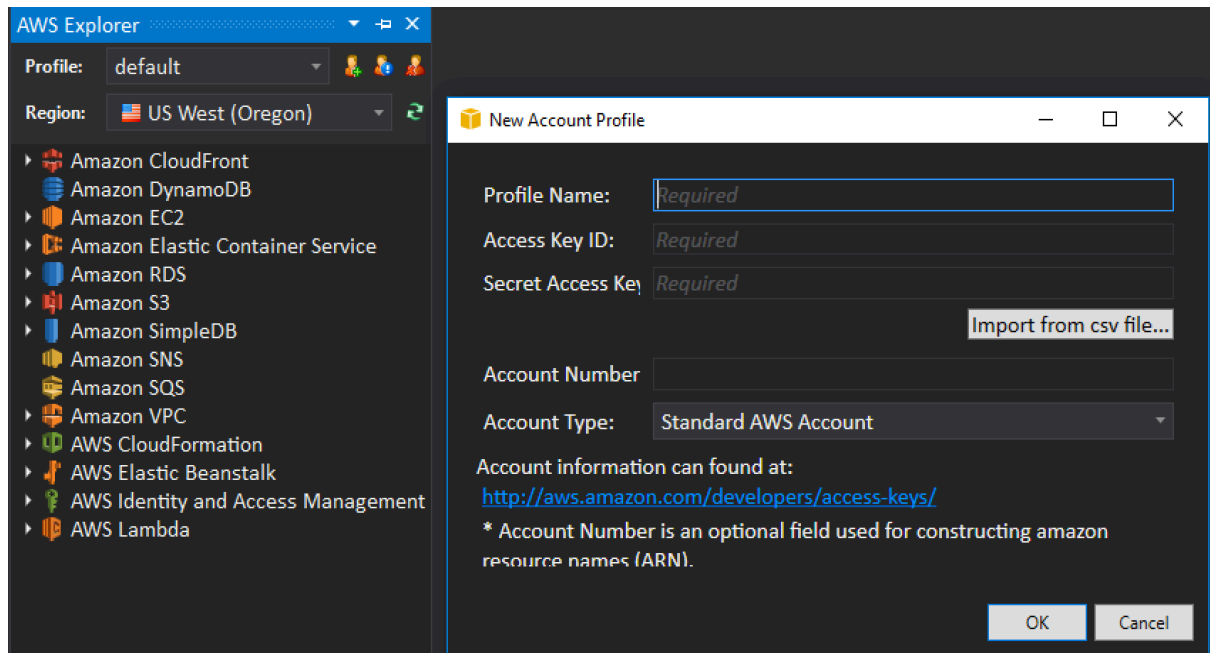 AWS Explorer
Profile:
default
Region:
US West (Oregon)
Amazon CloudFront
Amazon DynamoDB
Amazon EC2
Amazon Elastic Container Service
Amazon RDS
Amazon S3
Amazon SimpleDB
Amazon SNS
Amazon SQS
Amazon VPC
AWS CloudFormation
AWS Elastic Beanstalk
AWS Identity and Access Management
AWS Lambda
New Account Profile
Profile Name: Required
Access Key ID: Required
Secret Access Key Required
Import from csv file...
Account Number
Account Type: Standard AWS Account
Account information can found at:
http://aws.amazon.com/developers/access-keys/
* Account Number is an optional field used for constructing amazon
resource names (ARN).
OK
Cancel